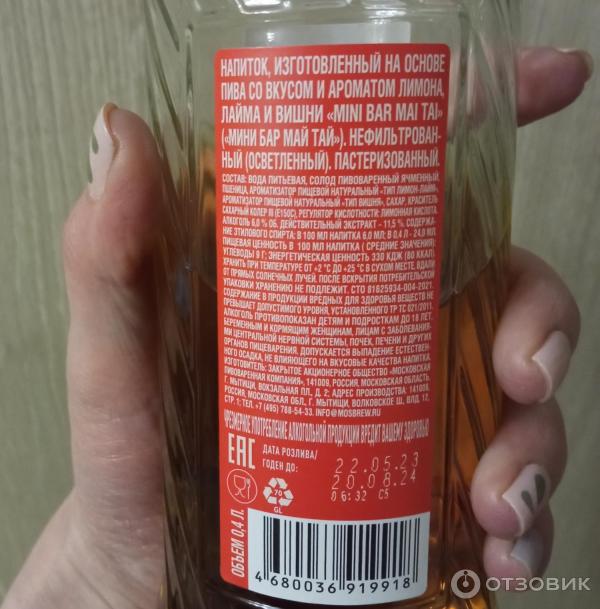 НАПИТОК, ИЗГОТОВЛЕННЫЙ НА ОСНОВЕ
ПИВА СО ВКУСОМ И АРОМАТОМ ЛИМОНА,
ЛАЙМА И ВИШНИ «MINI BAR MAI TAI»
(«МИНИ БАР МАЙ ТАЙ»). НЕФИЛЬТРОВАН-
НЫЙ (ОСВЕТЛЕННЫЙ). ПАСТЕРИЗОВАННЫЙ.
СОСТАВ: ВОДА ПИТЬЕВАЯ, СОЛОД ПИВОВАРЕННЫЙ ЯЧМЕННЫЙ,
ПШЕНИЦА, АРОМАТИЗАТОР ПИЩЕВОЙ НАТУРАЛЬНЫЙ «ТИП ЛИМОН-ЛАЙМ»,
АРОМАТИЗАТОР ПИЩЕВОЙ НАТУРАЛЬНЫЙ «ТИП ВИШНЯ», САХАР, КРАСИТЕЛЬ
САХАРНЫЙ КОЛЕР III (Е150С), РЕГУЛЯТОР КИСЛОТНОСТИ: ЛИМОННАЯ КИСЛОТА.
АЛКОГОЛЬ 6,0% ОБ. ДЕЙСТВИТЕЛЬНЫЙ ЭКСТРАКТ - 11,5%. СОДЕРЖА-
НИЕ ЭТИЛОВОГО СПИРТА: В 100 МЛ НАПИТКА 6,0 МЛ; В 0,4 Л - 24,0 МЛ
ПИЩЕВАЯ ЦЕННОСТЬ В 100 МЛ НАПИТКА ( СРЕДНИЕ ЗНАЧЕНИЯ):
УГЛЕВОДЫ 9 Г; ЭНЕРГЕТИЧЕСКАЯ ЦЕННОСТЬ 330 КДЖ (80 ККАЛ)
ХРАНИТЬ ПРИ ТЕМПЕРАТУРЕ ОТ +2°С ДО +25°С В СУХОМ МЕСТЕ, ВДАЛИ
ОТ ПРЯМЫХ СОЛНЕЧНЫХ ЛУЧЕЙ. ПОСЛЕ ВСКРЫТИЯ ПОТРЕБИТЕЛЬСКОЙ
УПАКОВКИ ХРАНЕНИЮ НЕ ПОДЛЕЖИТ. СТО 81625934-004-2021.
СОДЕРЖАНИЕ В ПРОДУКЦИИ ВРЕДНЫХ ДЛЯ ЗДОРОВЬЯ ВЕЩЕСТВ НЕ
ПРЕВЫШАЕТ ДОПУСТИМОГО УРОВНЯ, УСТАНОВЛЕННОГО ТР ТС 021/2011.
АЛКОГОЛЬ ПРОТИВОПОКАЗАН ДЕТЯМ И ПОДРОСТКАМ ДО 18 ЛЕТ,
БЕРЕМЕННЫМ И КОРМЯЩИМ ЖЕНЩИНАМ, ЛИЦАМ С ЗАБОЛЕВАНИЯ-
МИ ЦЕНТРАЛЬНОЙ НЕРВНОЙ СИСТЕМЫ, ПОЧЕК, ПЕЧЕНИ И ДРУГИХ
ОРГАНОВ ПИЩЕВАРЕНИЯ. ДОПУСКАЕТСЯ ВЫПАДЕНИЕ ЕСТЕСТВЕН-
НОГО ОСАДКА, НЕ ВЛИЯЮЩЕГО НА ВКУСОВЫЕ КАЧЕСТВА НАПИТКА.
ИЗГОТОВИТЕЛЬ: ЗАКРЫТОЕ АКЦИОНЕРНОЕ ОБЩЕСТВО «МОСКОВСКАЯ
ПИВОВАРЕННАЯ КОМПАНИЯ», 141009, РОССИЯ, МОСКОВСКАЯ ОБЛАСТЬ,
Г. МЫТИЩИ, ВОКЗАЛЬНАЯ ПЛ., Д. 2; АДРЕС ПРОИЗВОДСТВА: 141009,
РОССИЯ, МОСКОВСКАЯ ОБЛ., Г. МЫТИЩИ, ВОЛКОВСКОЕ Ш., ВЛД. 12,
СТР. 1; ТЕЛ. +7 (495) 788-54-33. INFO@MOSBREW.RU
ЧРЕЗМЕРНОЕ УПОТРЕБЛЕНИЕ АЛКОГОЛЬНОЙ ПРОДУКЦИИ ВРЕДИТ ВАШЕМУ ЗДОРОВЬЮ
EAC
ДАТА РОЗЛИВА/
ГОДЕН ДО:
22.05.23
20.08.24
06:32 C5
70
GL
ОБЪЕМ 0,4 Л.
4 680036 919918
ОТЗОВИК